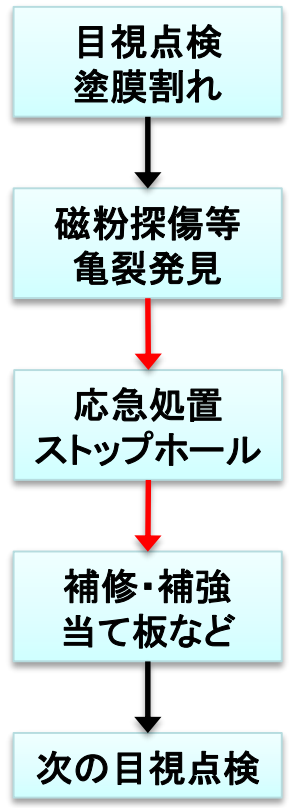 目視点検
塗膜割れ
磁粉探傷等
亀裂発見
応急処置
ストップホール
補修・補強
当て板など
次の目視点検